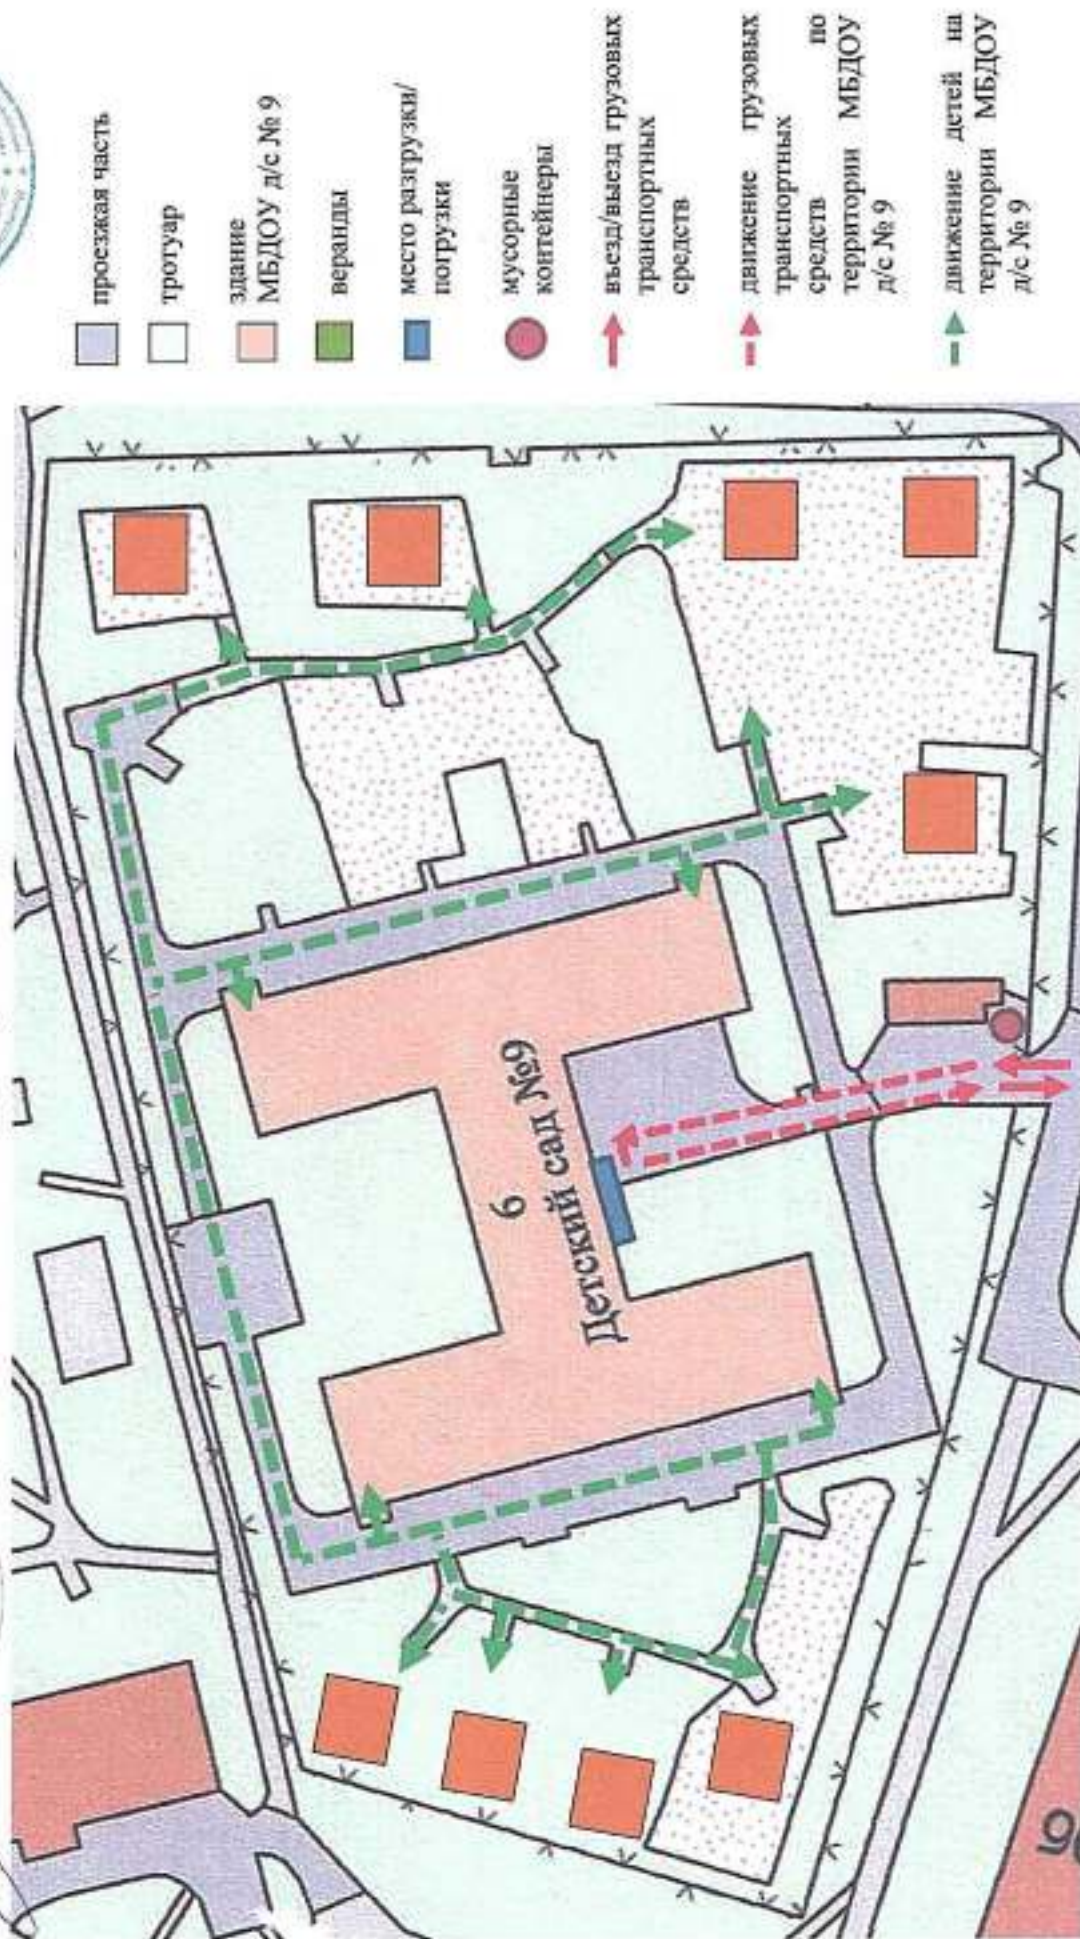 проезжая часть
тротуар
здание
МБДОУ д/с № 9
веранды
место разгрузки/
погрузки
мусорные
контейнеры
въезд/выезд грузовых
транспортных
средств
движение грузовых
транспортных
средств по
территории МБДОУ
д/с № 9
движение детей на
территории МБДОУ
д/с № 9
6
Детский сад №9